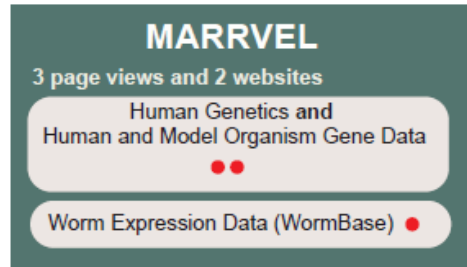 MARRVEL
3 page views and 2 websites
Human Genetics and
Human and Model Organism Gene Data
Worm Expression Data (WormBase)